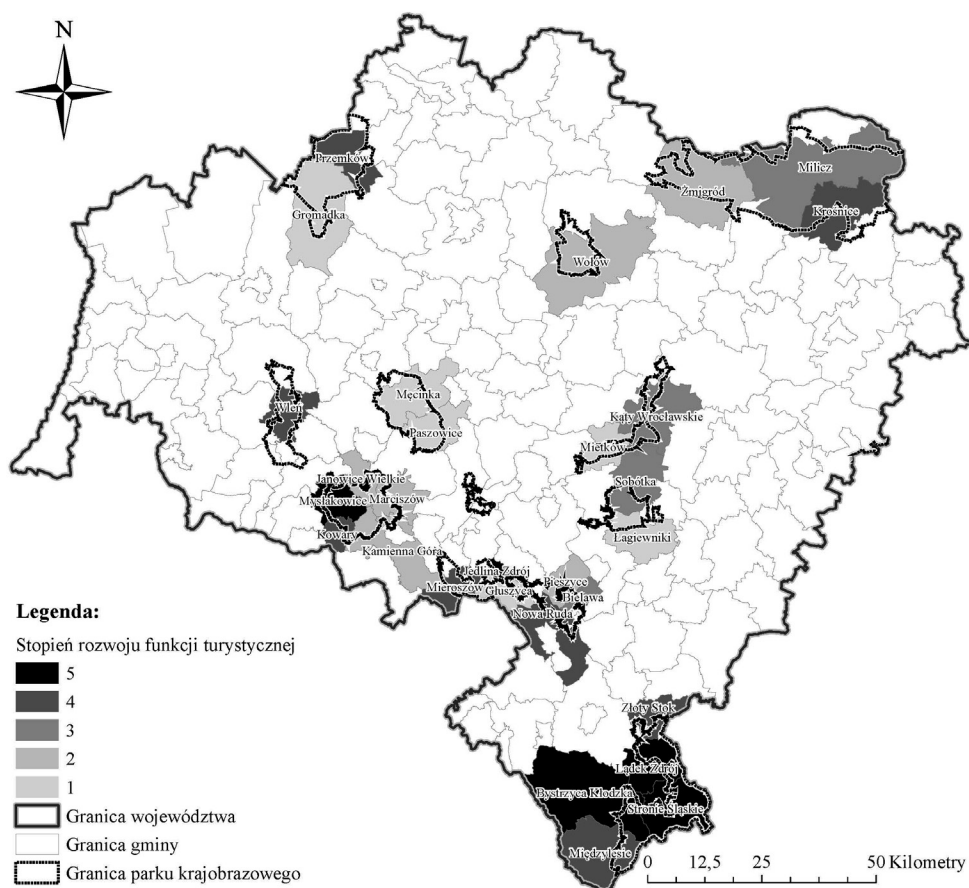 N
Przemków
Gromadka
Milicz
Żmigród
Krośnice
Wołów
Wleń
Męcinka
Paszowice
Kąty Wrocławskie
Mietków
Sobótka
Łagiewniki
Janowice Wielkie
Mysłakowice
Marciszów
Kowary
Kamienna Góra
Jedlina Zdrój
Mieroszów
Głuszyca
Pieszyce
Bielawa
Nowa Ruda
Złoty Stok
Lądek Zdrój
Bystrzyca Kłodzka
Stronie Śląskie
Międzylesie
Legenda:
Stopień rozwoju funkcji turystycznej
5
4
3
2
1
Granica województwa
Granica gminy
Granica parku krajobrazowego
0 12,5 25 50 Kilometry